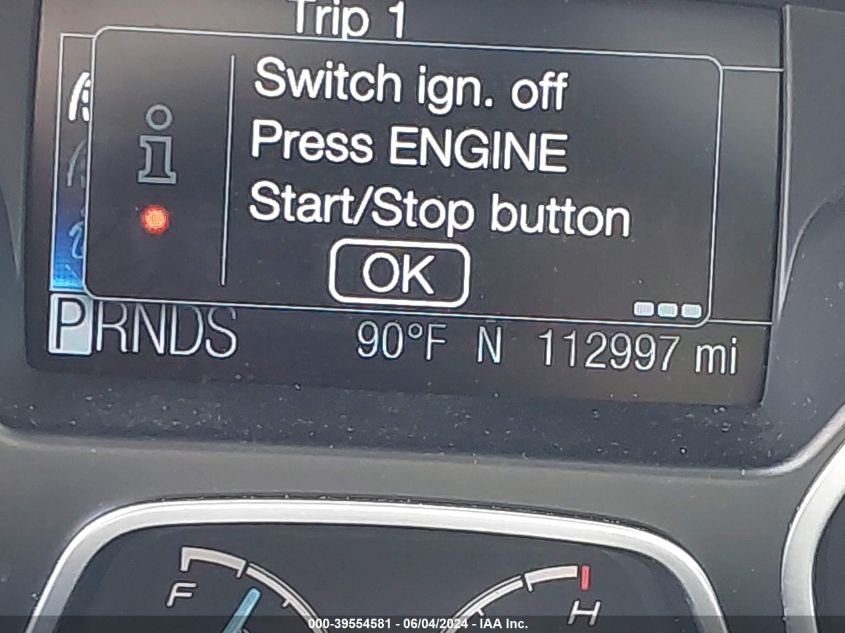 Trip 1
Switch ign. off
Press ENGINE
Start/Stop button
OK
PRNDS 90°F N 112997 mi
F H
000-39554581 - 06/04/2024 - IAA Inc.